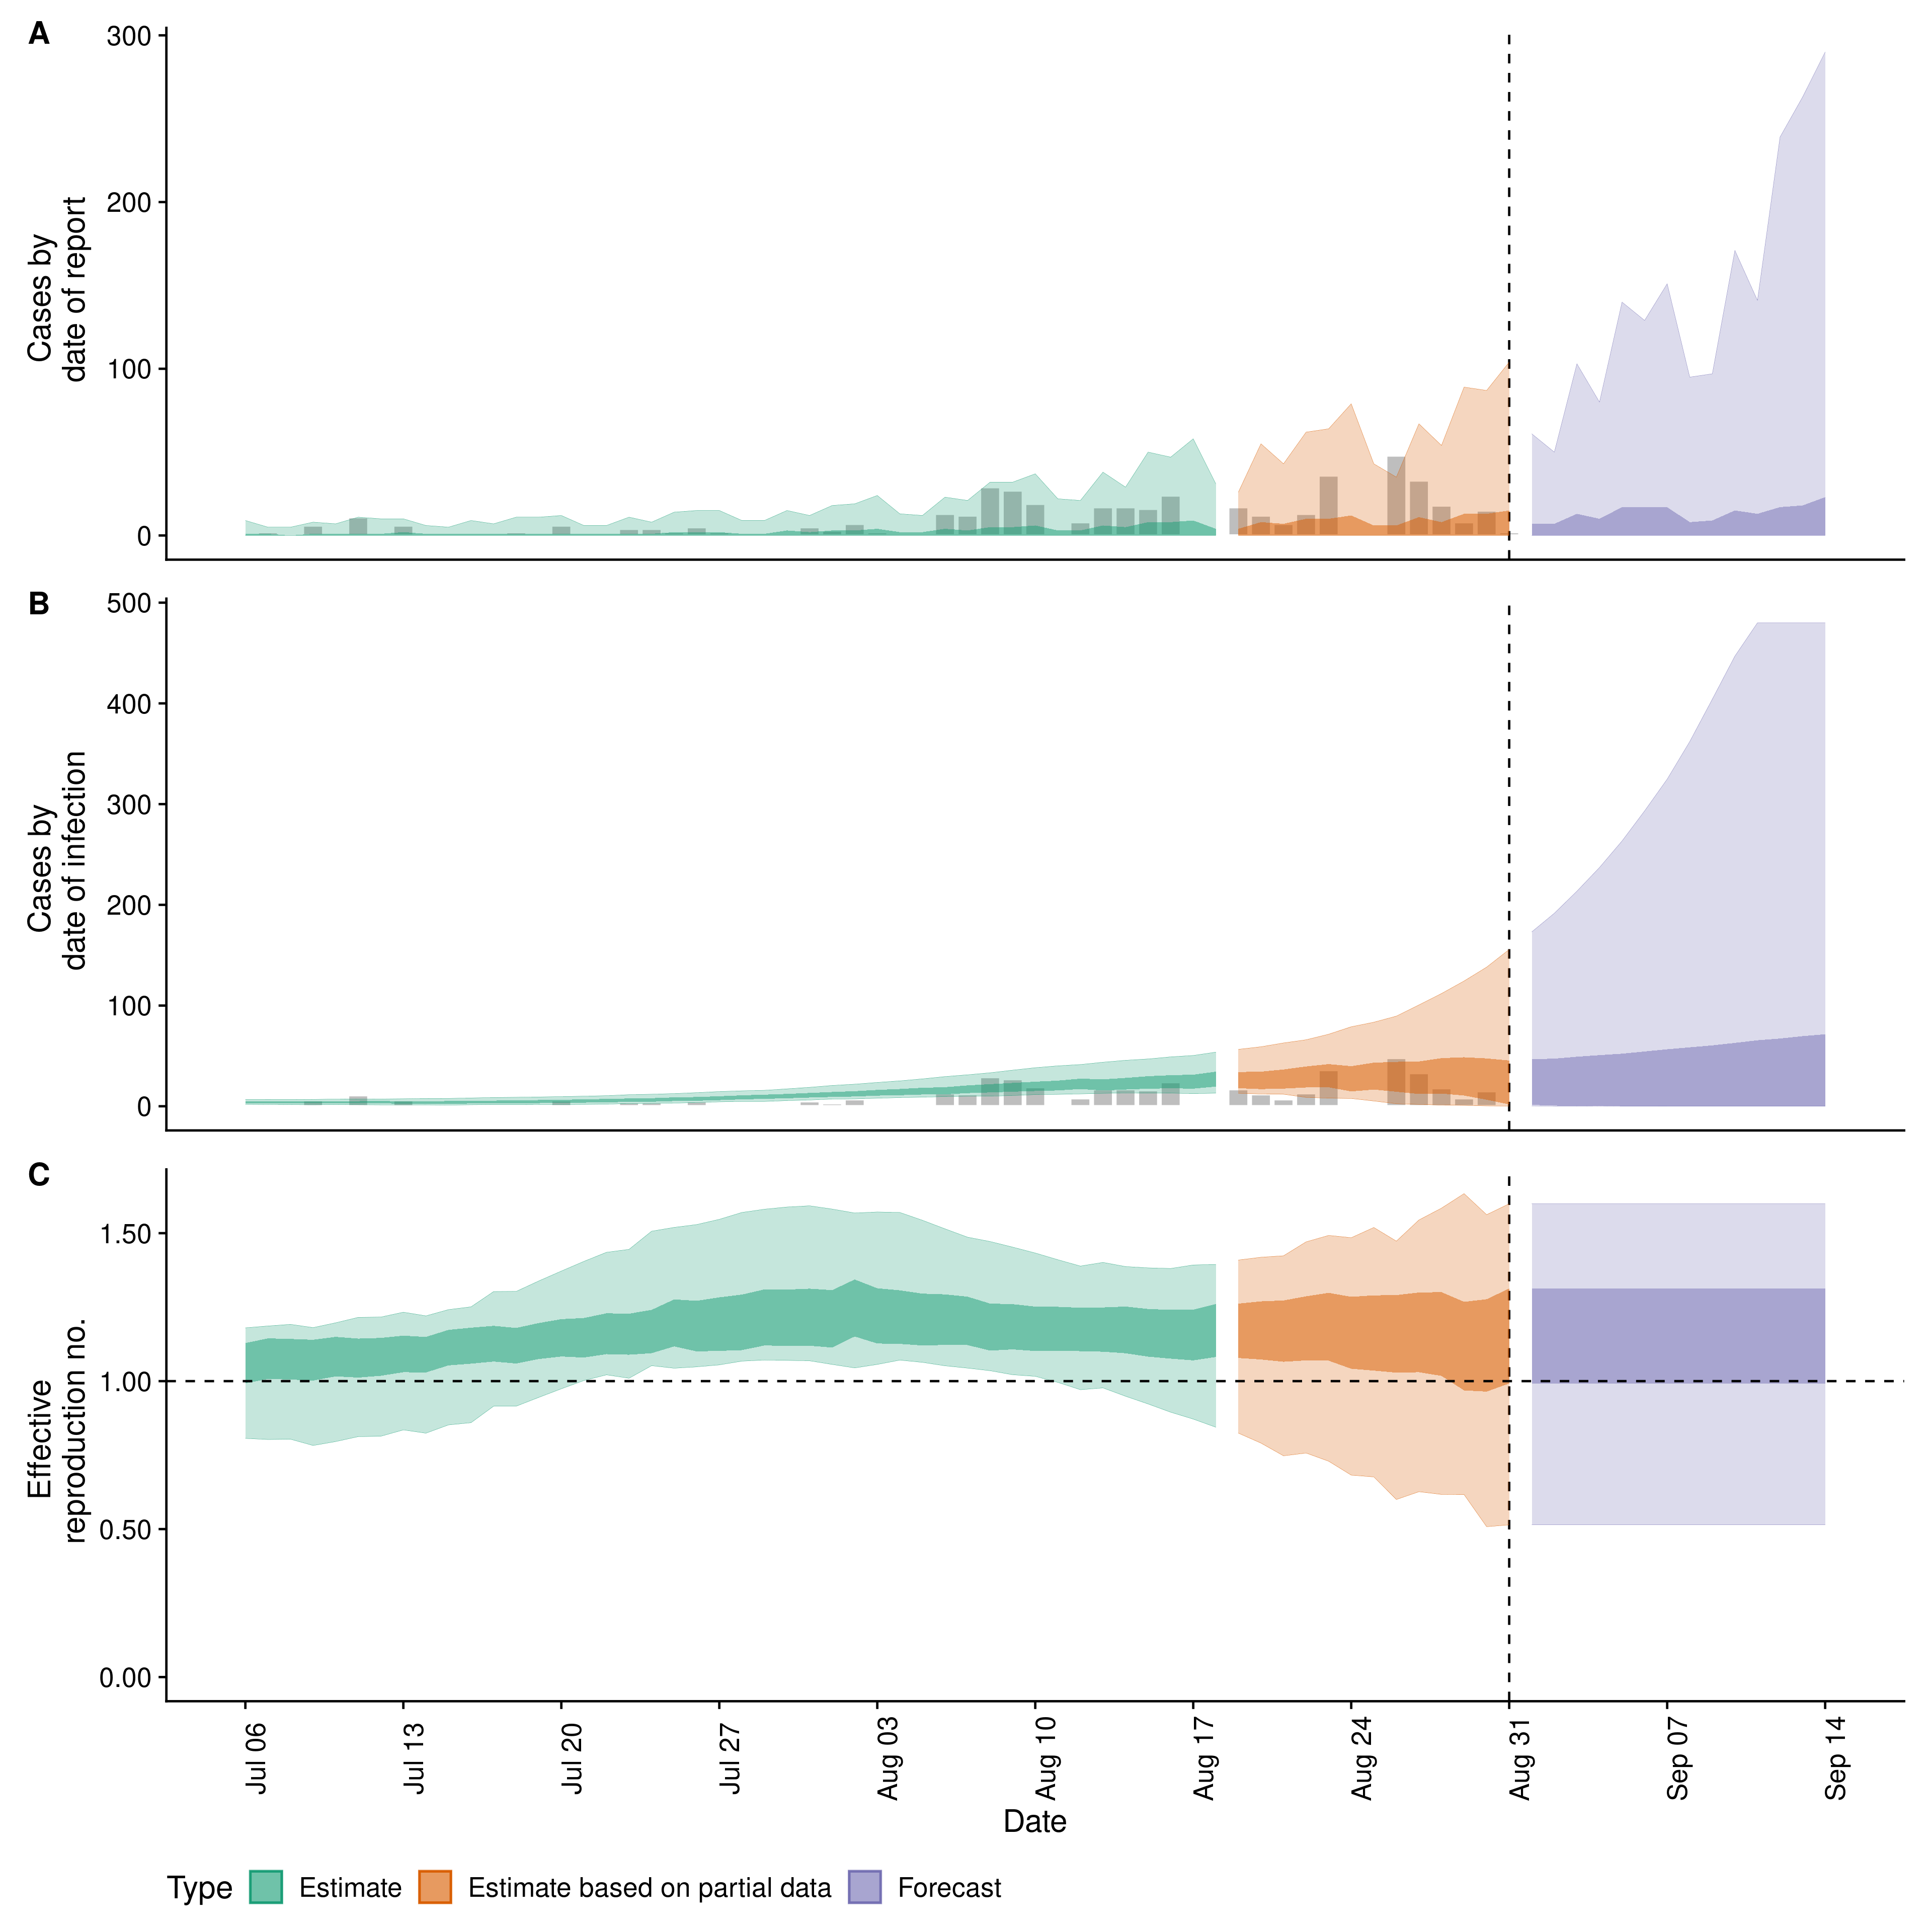 A
300
200
100
0
Cases by
date of report
B
500
400
300
200
100
0
Cases by
date of infection
C
1.50
1.00
0.50
0.00
Effective
reproduction no.
Jul 06
Jul 13
Jul 20
Jul 27
Aug 03
Aug 10
Aug 17
Aug 24
Aug 31
Sep 07
Sep 14
Date
Type Estimate Estimate based on partial data Forecast